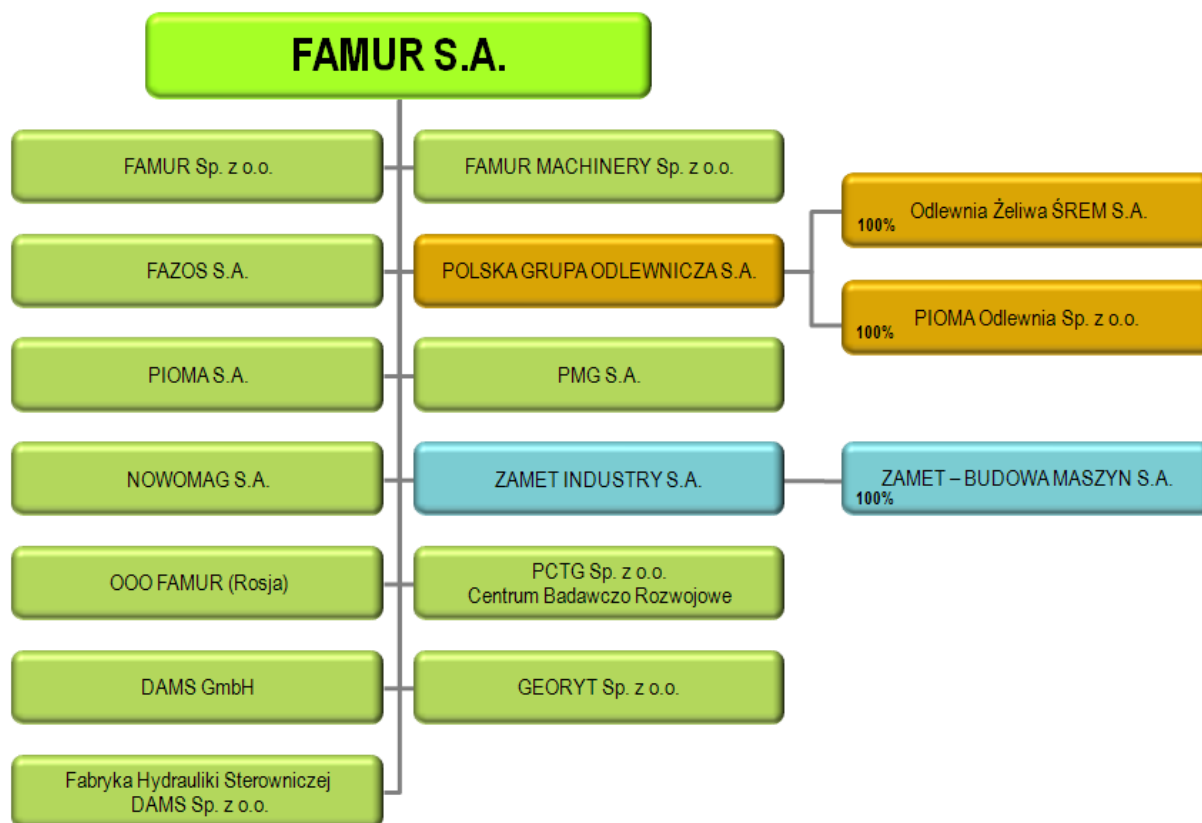 FAMUR S.A.
FAMUR Sp. z o.o.
FAMUR MACHINERY Sp. z o.o.
Odlewnia Żeliwa ŚREM S.A.
100%
FAZOS S.A.
POLSKA GRUPA ODLEWNICZA S.A.
PIOMA Odlewnia Sp. z o.o.
100%
PIOMA S.A.
PMG S.A.
NOWOMAG S.A.
ZAMET INDUSTRY S.A.
ZAMET – BUDOWA MASZYN S.A.
100%
OOO FAMUR (Rosja)
PCTG Sp. z o.o.
Centrum Badawczo Rozwojowe
DAMS GmbH
GEORYT Sp. z o.o.
Fabryka Hydrauliki Sterowniczej
DAMS Sp. z o.o.